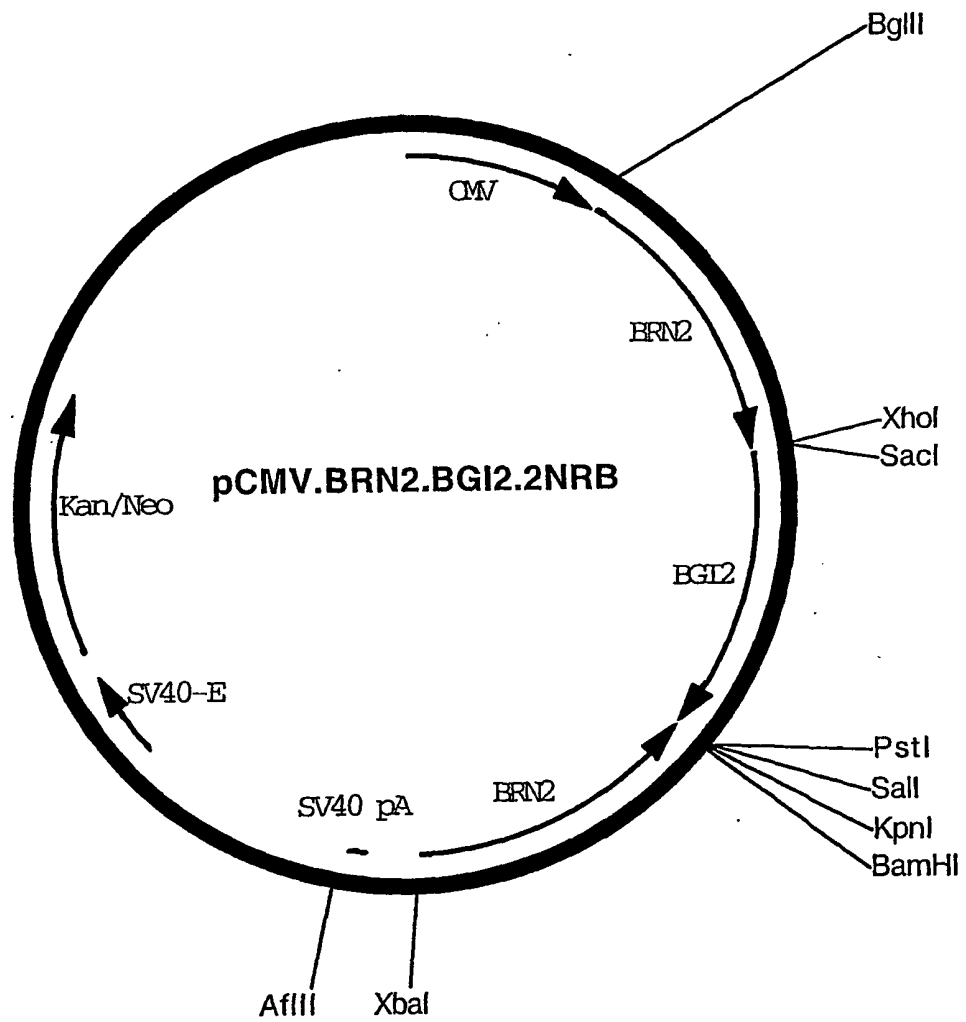 BglII
CMV
BRN2
XhoI
SacI
pCMV.BRN2.BGI2.2NRB
Kan/Neo
BGI2
SV40-E
PstI
SalI
SV40 pA
BRN2
KpnI
BamHI
AflII
XbaI